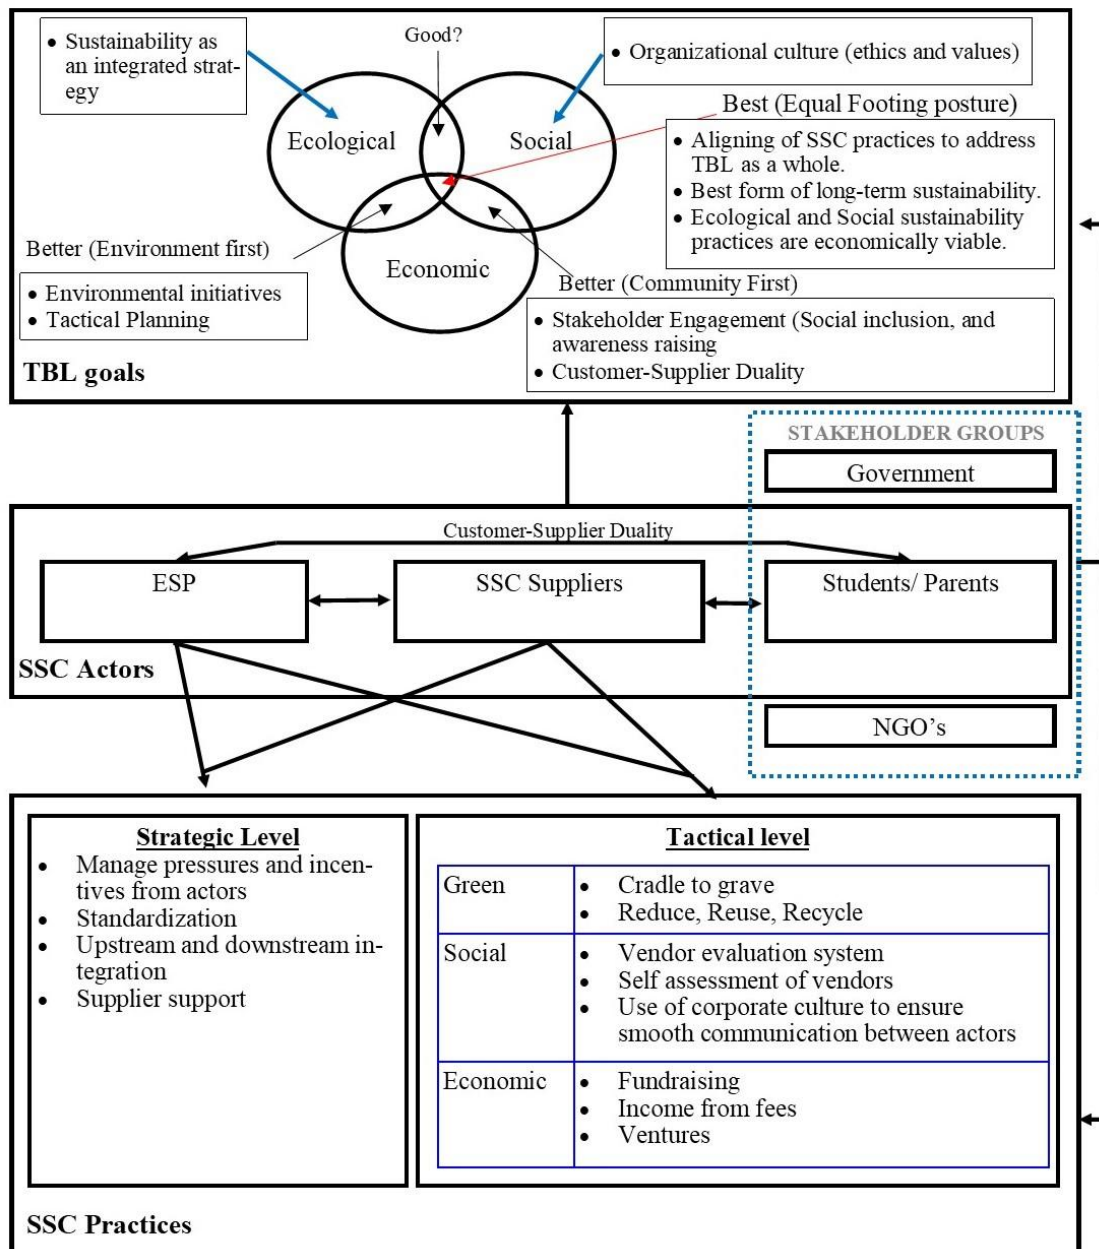 • Sustainability as
an integrated strat-
egy
Good?
• Organizational culture (ethics and values)
Ecological
Social
Economic
Best (Equal Footing posture)
• Aligning of SSC practices to address
TBL as a whole.
• Best form of long-term sustainability.
• Ecological and Social sustainability
practices are economically viable.
Better (Environment first)
• Environmental initiatives
• Tactical Planning
Better (Community First)
• Stakeholder Engagement (Social inclusion, and
awareness raising
• Customer-Supplier Duality
TBL goals
STAKEHOLDER GROUPS
Government
Customer-Supplier Duality
ESP
SSC Suppliers
Students/ Parents
SSC Actors
NGO’s
Strategic Level
• Manage pressures and incen-
tives from actors
• Standardization
• Upstream and downstream in-
tegration
• Supplier support
Tactical level
Green
• Cradle to grave
• Reduce, Reuse, Recycle
Social
• Vendor evaluation system
• Self assessment of vendors
• Use of corporate culture to ensure
smooth communication between actors
Economic
• Fundraising
• Income from fees
• Ventures
SSC Practices